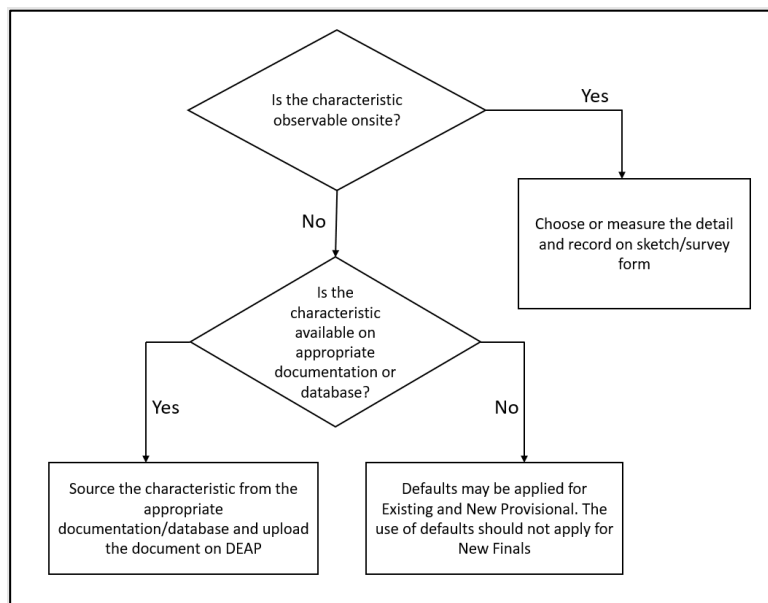 Is the characteristic
observable onsite?
Yes
Choose or measure the detail
and record on sketch/survey
form
No
Is the
characteristic
available on
appropriate
documentation or
database?
Yes
No
Source the characteristic from the
appropriate
documentation/database and upload
the document on DEAP
Defaults may be applied for
Existing and New Provisional. The
use of defaults should not apply for
New Finals